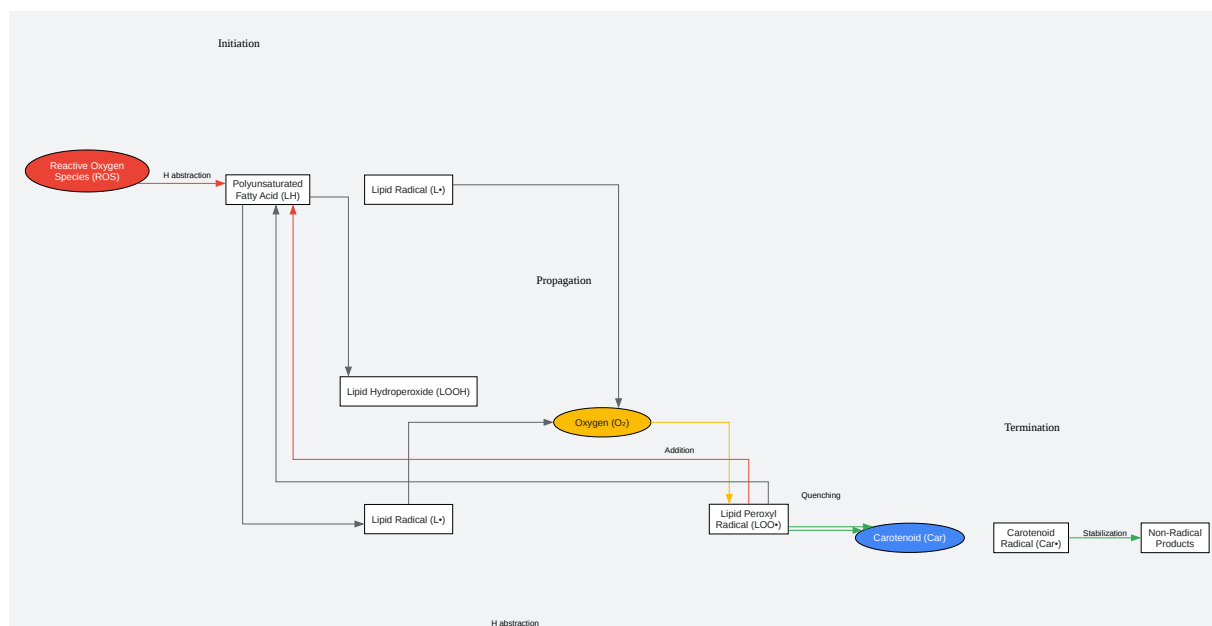 Initiation
Reactive Oxygen
Species (ROS)
H abstraction
Polyunsaturated
Fatty Acid (LH)
Lipid Radical (L•)
Propagation
Lipid Hydroperoxide (LOOH)
Oxygen (O₂)
Termination
Addition
Quenching
Lipid Radical (L•)
Lipid Peroxyl
Radical (LOO•)
Carotenoid (Car)
Carotenoid
Radical (Car•)
Stabilization
Non-Radical
Products
H abstraction